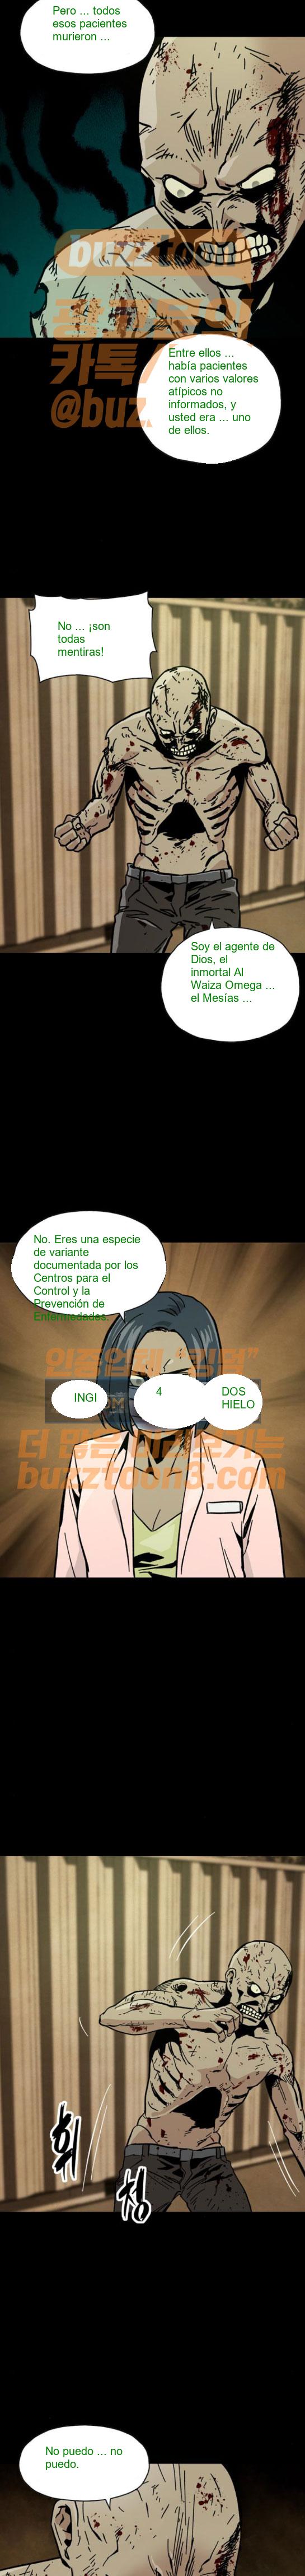 Pero ... todos
esos pacientes
murieron ...
buzztoon
카톡
@buz
Entre ellos ...
había pacientes
con varios valores
atípicos no
informados, y
usted era ... uno
de ellos.
No ... ¡son
todas
mentiras!
Soy el agente de
Dios, el
inmortal Al
Waiza Omega ...
el Mesías ...
No. Eres una especie
de variante
documentada por los
Centros para el
Control y la
Prevención de
Enfermedades.
INGI
4
DOS
HIELO
buzztoon3.com
휘
청
No puedo ... no
puedo.